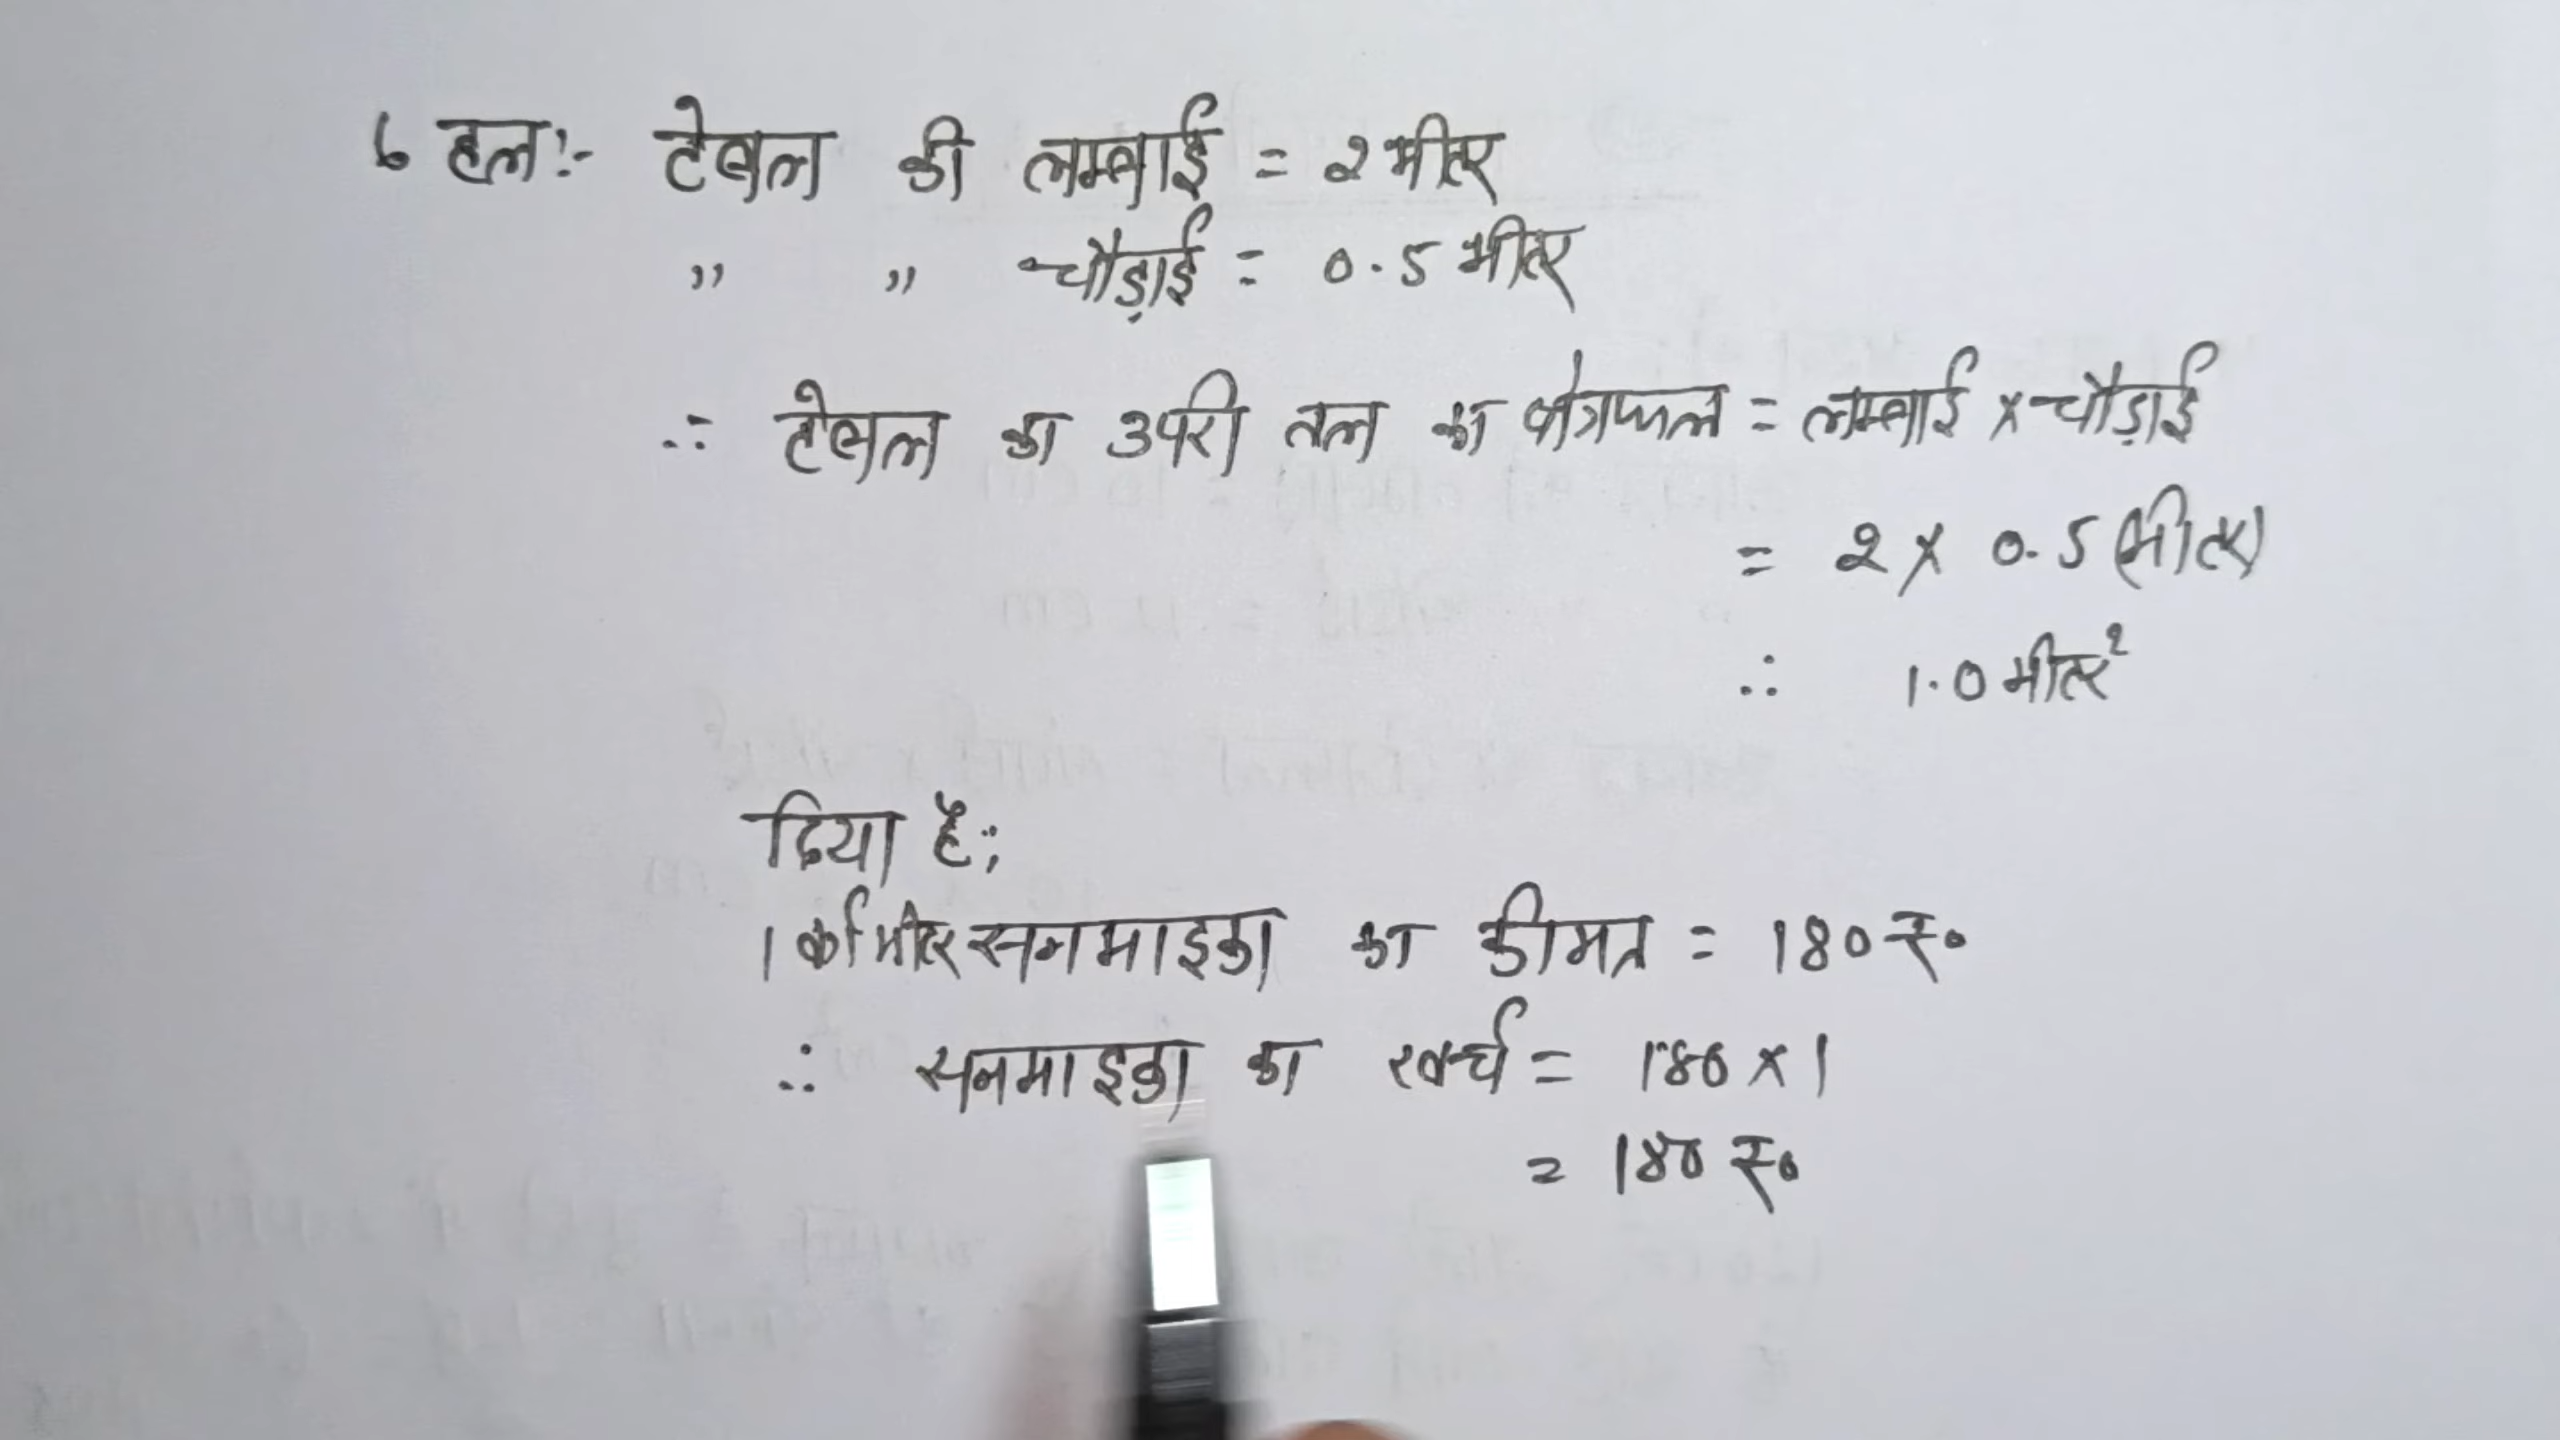 6 हल:- टेबल की लम्बाई = 2 मीटर
" " चौड़ाई = 0.5 मीटर
∴ टेबल का उपरी तल का क्षेत्रफल = लम्बाई × चौड़ाई
= 2 × 0.5 (मीटर)
∴ 1.0 मीटर²
दिया है;
1 वर्ग मीटर सनमाइका का कीमत = 180 रु०
∴ सनमाइका का खर्च = 180 × 1
= 180 रु०